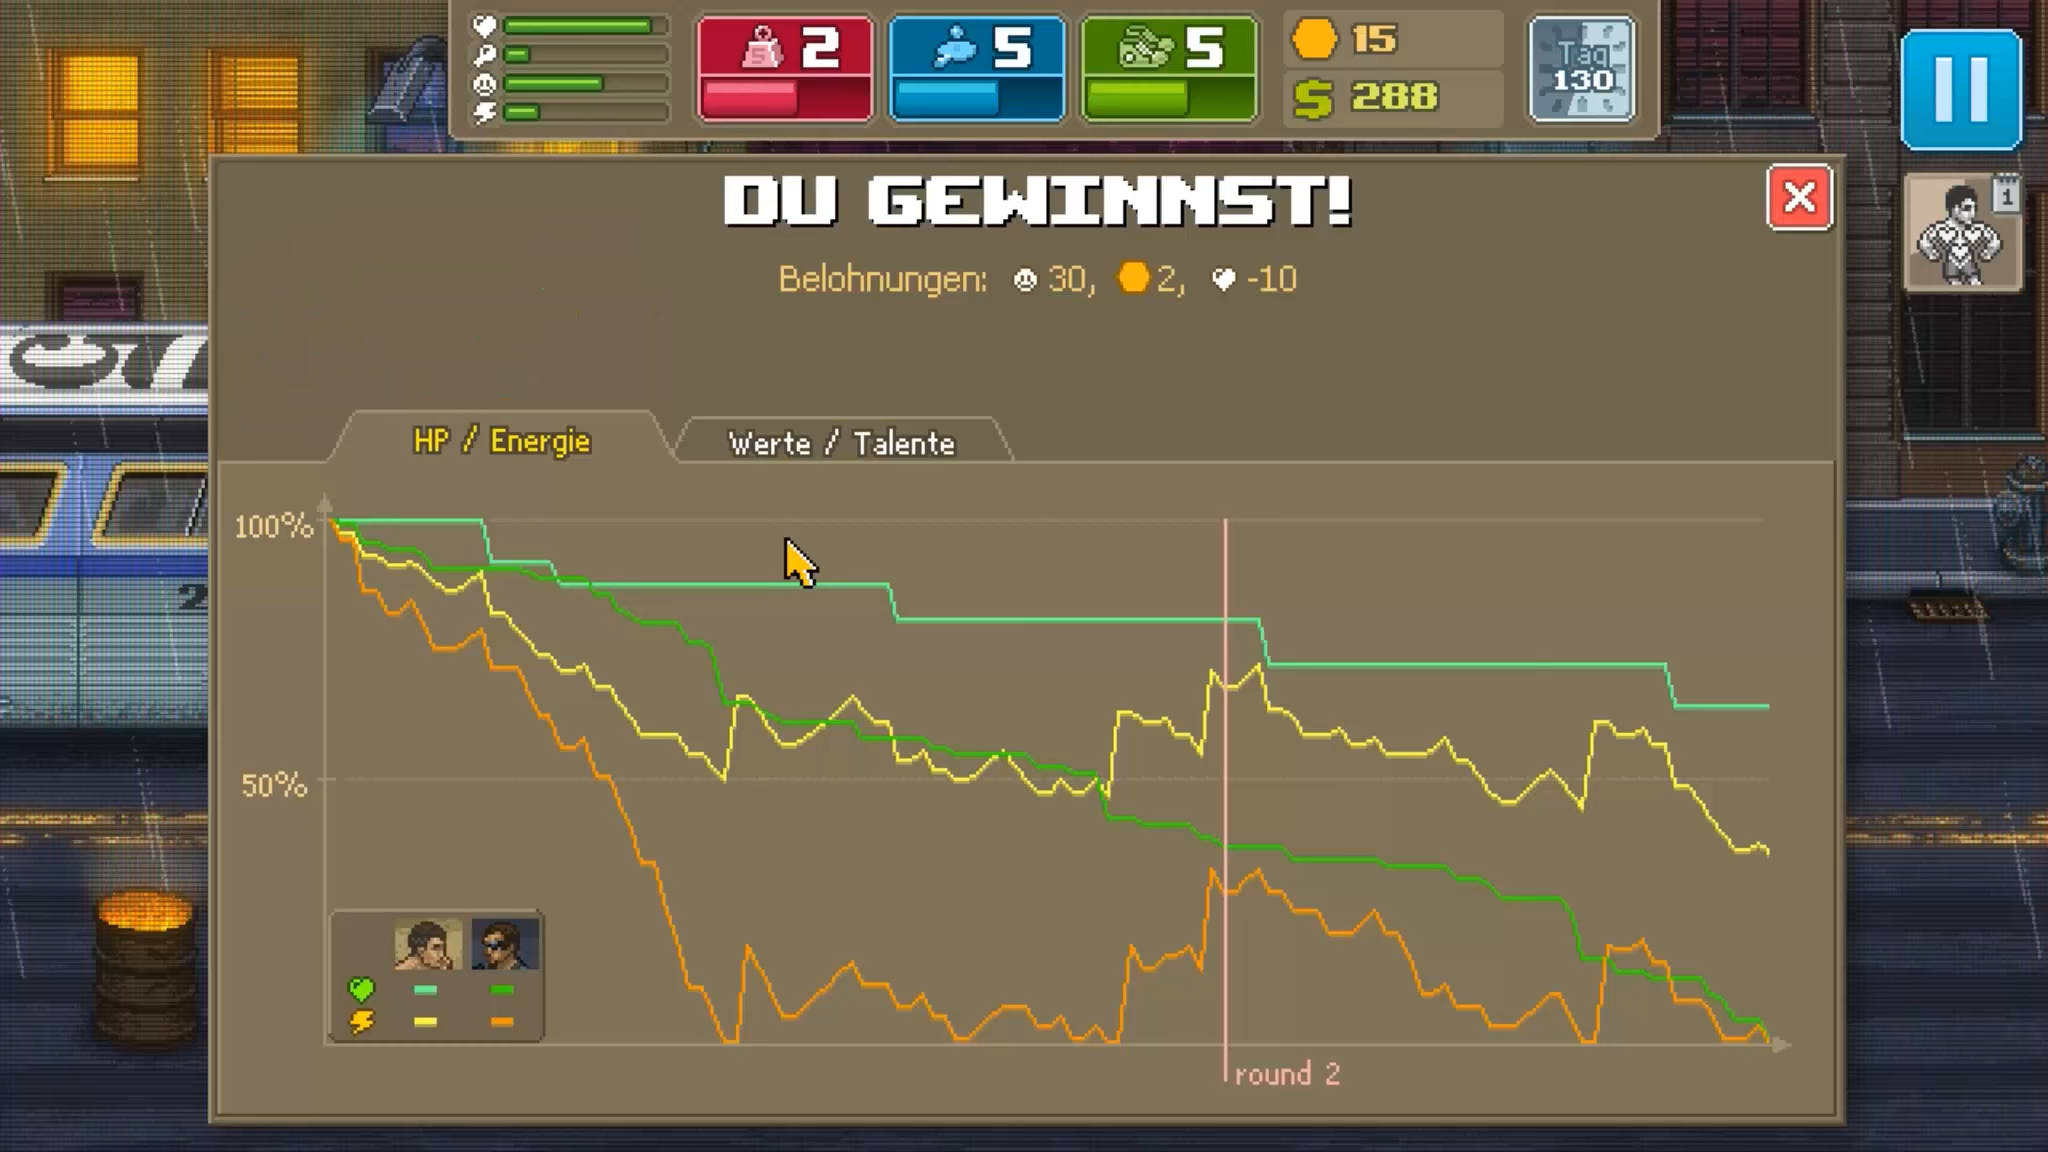 2
5
5
15
$ 288
Tag
130
1
DU GEWINNST!
Belohnungen: 30, 2, -10
HP / Energie
Werte / Talente
100%
50%
round 2
2